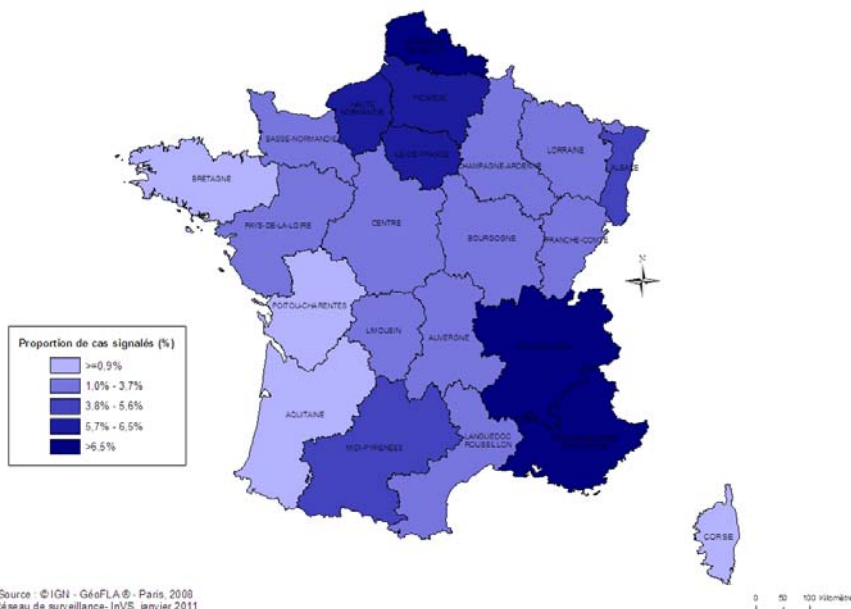 PICARDIE
HAUTE
NORMANDIE
BASSE-NORMANDIE
ILE-DE-FRANCE
CHAMPAGNE-ARDENNE
LORRAINE
ALSACE
BRETAGNE
PAYS-DE-LA-LOIRE
CENTRE
BOURGOGNE
FRANCHE-COMTE
N
POITOU-CHARENTES
LIMOUSIN
AUVERGNE
Proportion de cas signalés (%)
>=0,9%
1,0% - 3,7%
3,8% - 5,6%
5,7% - 6,5%
>6,5%
AQUITAINE
MIDI-PYRENEES
LANGUEDOC
ROUSSILLON
CORSE
Source : © IGN - GéoFLA ® - Paris, 2008
Réseau de surveillance- InVS, janvier 2011
0 50 100 Kilomètres